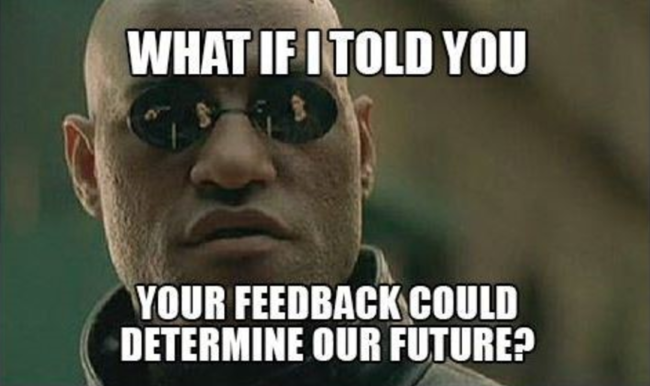 WHAT IF I TOLD YOU
YOUR FEEDBACK COULD
DETERMINE OUR FUTURE?